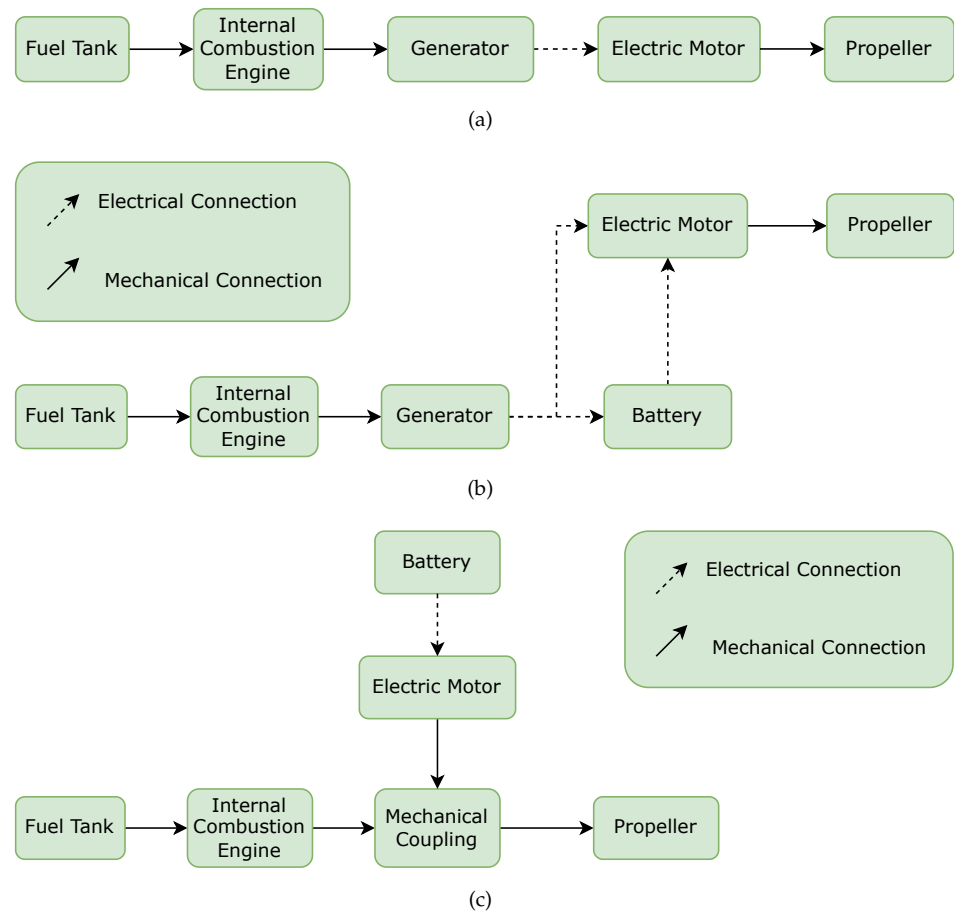 Fuel Tank
Internal
Combustion
Engine
Generator
Electric Motor
Propeller
(a)
Electrical Connection
Mechanical Connection
Electric Motor
Propeller
Fuel Tank
Internal
Combustion
Engine
Generator
Battery
(b)
Battery
Electrical Connection
Mechanical Connection
Electric Motor
Fuel Tank
Internal
Combustion
Engine
Mechanical
Coupling
Propeller
(c)